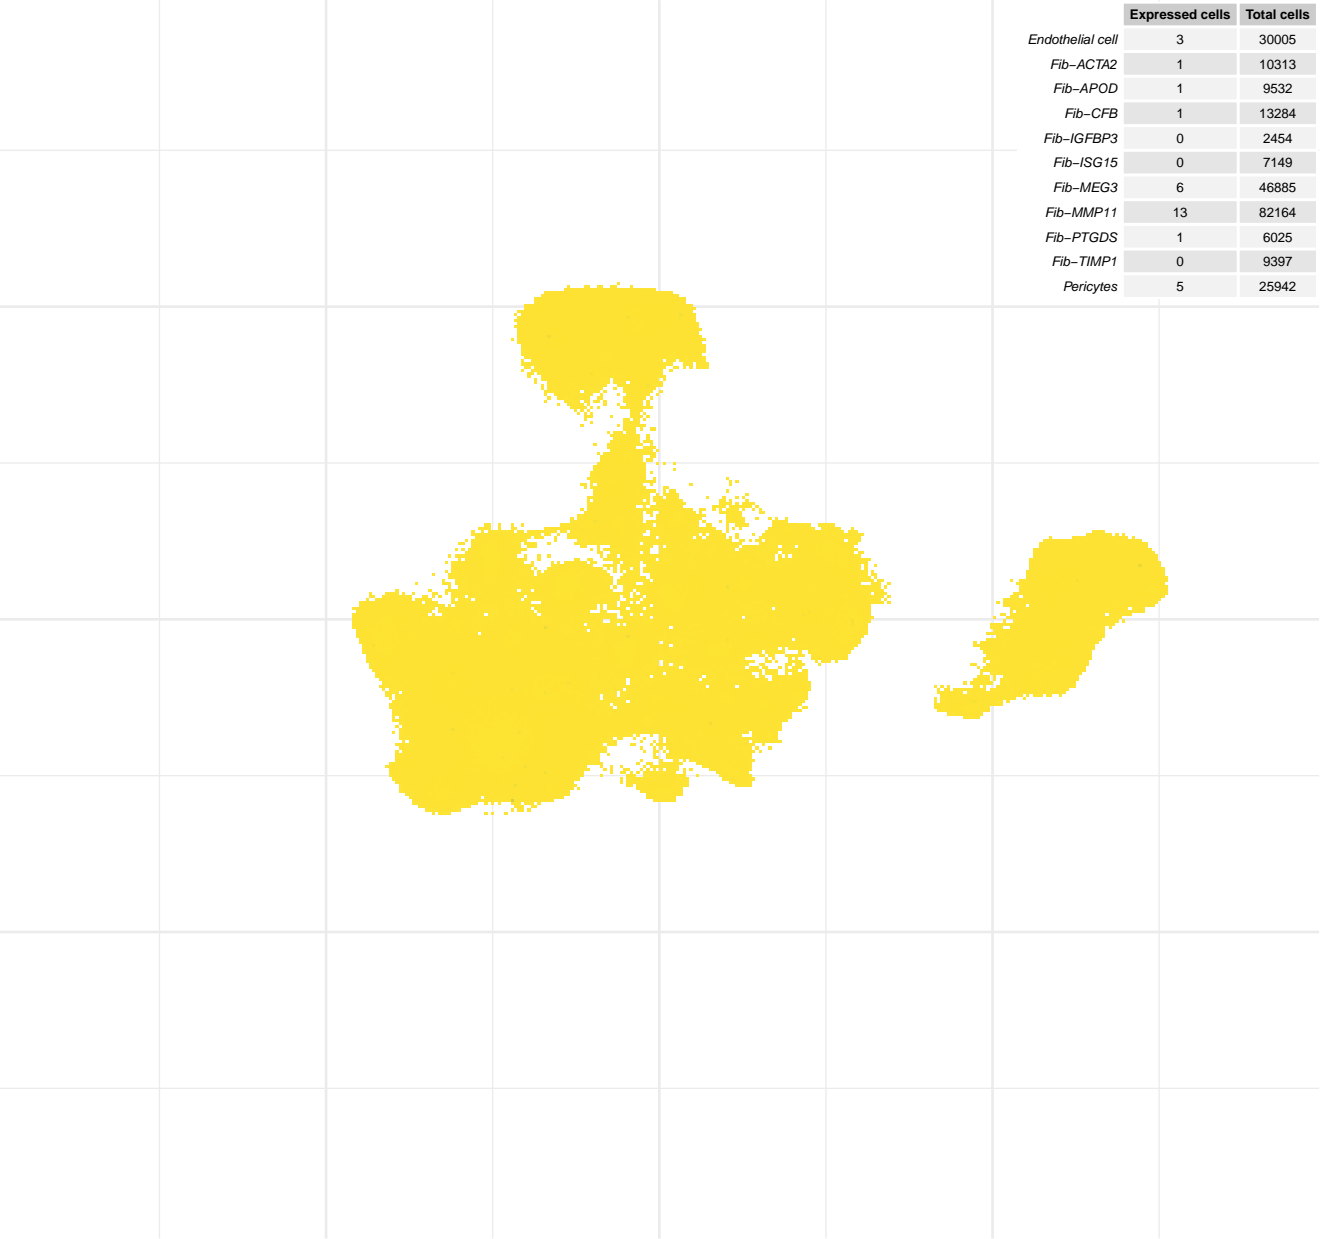 Expressed cells Total cells
Endothelial cell 3 30005
Fib−ACTA2 1 10313
Fib−APOD 1 9532
Fib−CFB 1 13284
Fib−IGFBP3 0 2454
Fib−ISG15 0 7149
Fib−MEG3 6 46885
Fib−MMP11 13 82164
Fib−PTGDS 1 6025
Fib−TIMP1 0 9397
Pericytes 5 25942